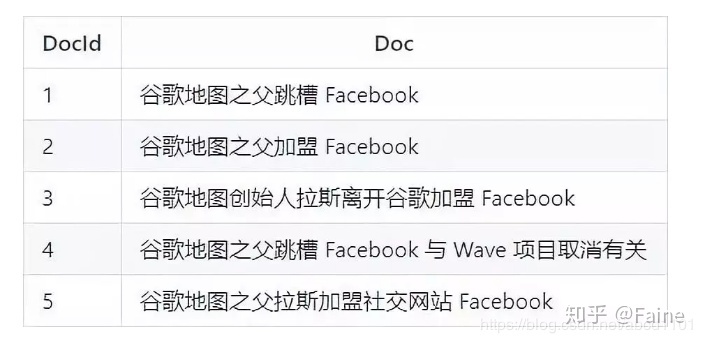 DocId Doc
1 谷歌地图之父跳槽 Facebook
2 谷歌地图之父加盟 Facebook
3 谷歌地图创始人拉斯离开谷歌加盟 Facebook
4 谷歌地图之父跳槽 Facebook 与 Wave 项目取消有关
5 谷歌地图之父拉斯加盟社交网站 Facebook
知乎 @Faine